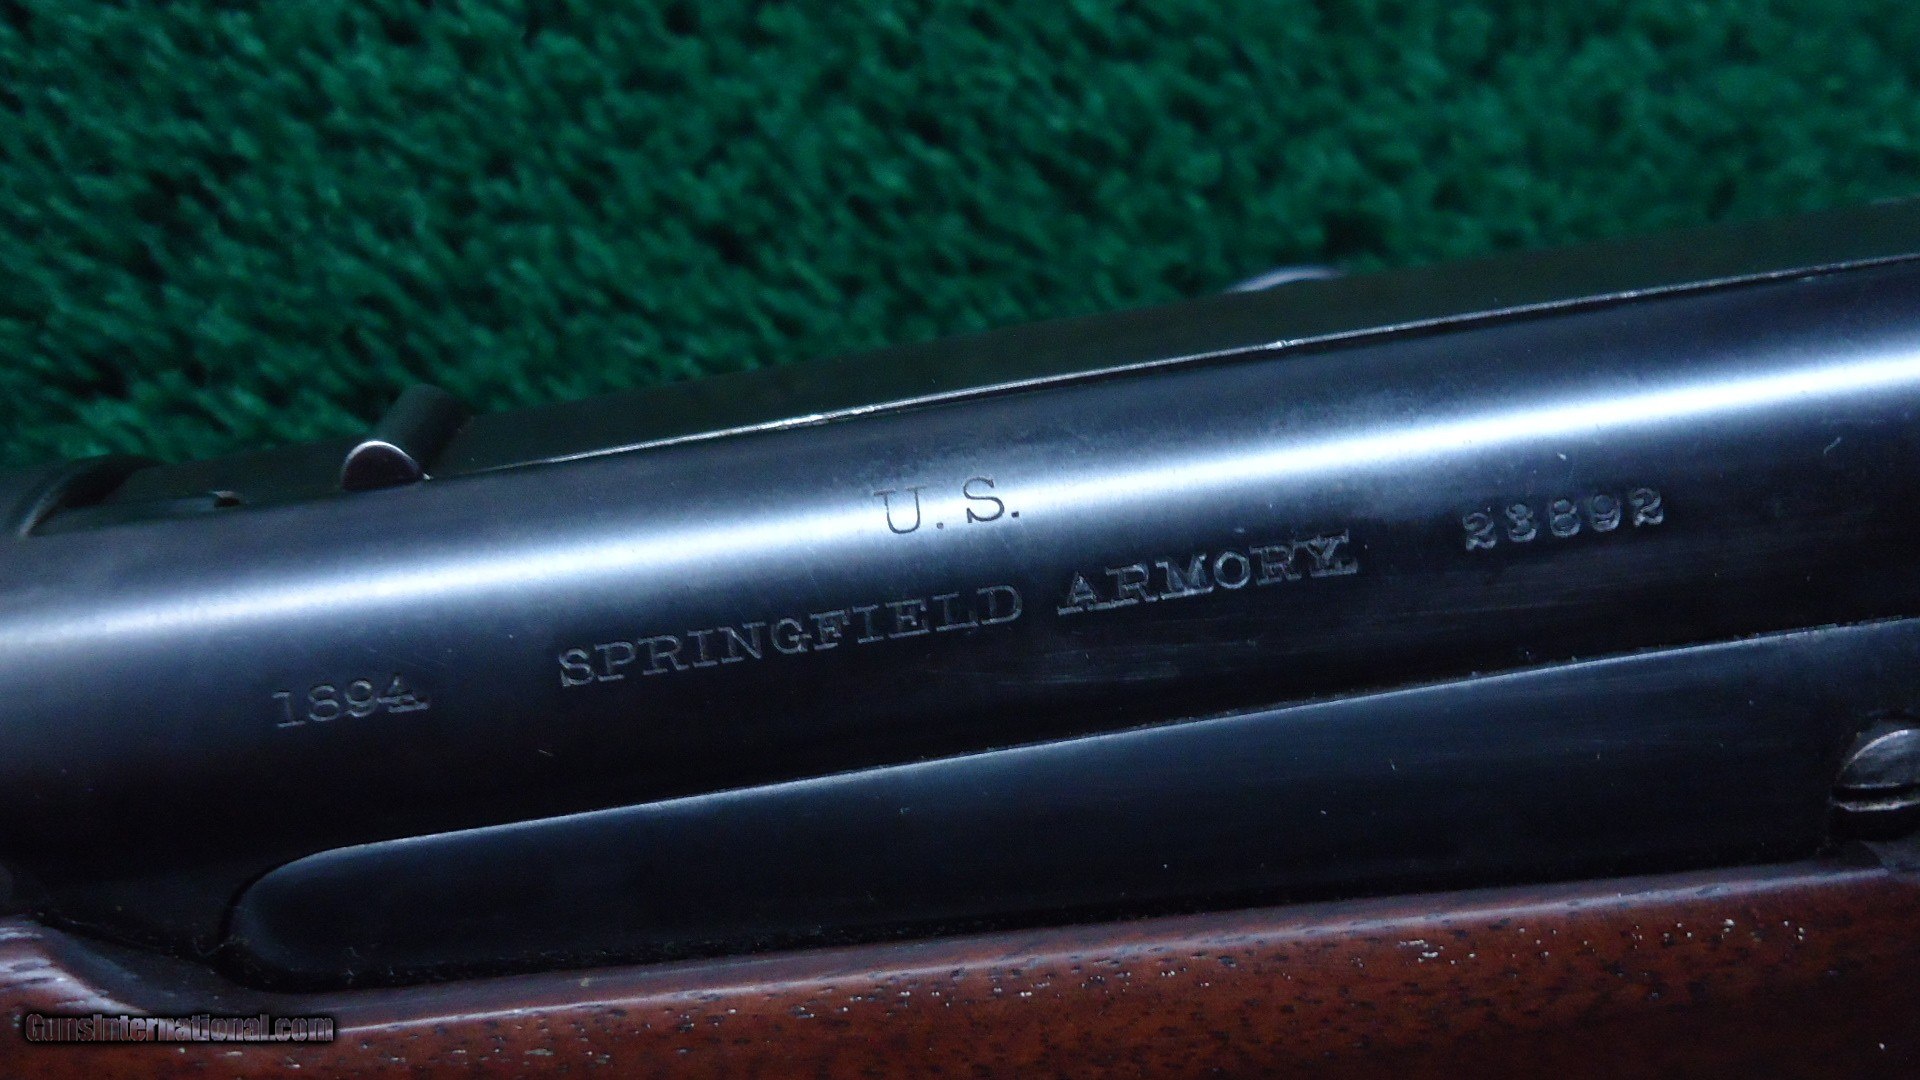 U.S.
1894 SPRINGFIELD ARMORY. 23892
GunsInternational.com